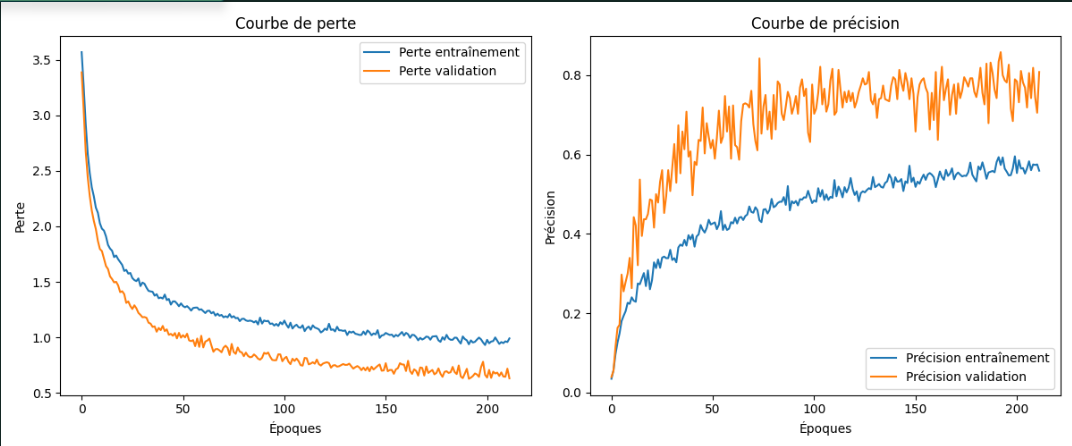 Courbe de perte
Perte entraînement
Perte validation
3.5
3.0
2.5
2.0
1.5
1.0
0.5
Perte
0
50
100
150
200
Époques
Courbe de précision
0.8
0.6
0.4
0.2
0.0
Précision
Précision entraînement
Précision validation
0
50
100
150
200
Époques